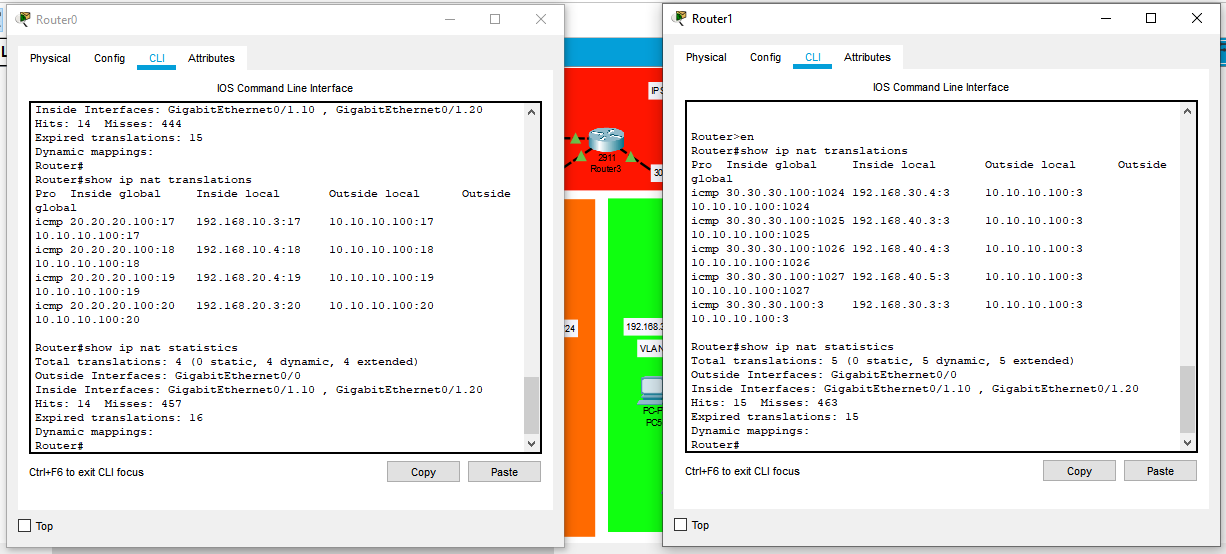 Router0
Physical Config CLI Attributes
IOS Command Line Interface
Inside Interfaces: GigabitEthernet0/1.10 , GigabitEthernet0/1.20
Hits: 14  Misses: 444
Expired translations: 15
Dynamic mappings:
Router#
Router#show ip nat translations
Pro  Inside global     Inside local       Outside local      Outside
global
icmp 20.20.20.100:17   192.168.10.3:17    10.10.10.100:17
10.10.10.100:17
icmp 20.20.20.100:18   192.168.10.4:18    10.10.10.100:18
10.10.10.100:18
icmp 20.20.20.100:19   192.168.20.4:19    10.10.10.100:19
10.10.10.100:19
icmp 20.20.20.100:20   192.168.20.3:20    10.10.10.100:20
10.10.10.100:20
Router#show ip nat statistics
Total translations: 4 (0 static, 4 dynamic, 4 extended)
Outside Interfaces: GigabitEthernet0/0
Inside Interfaces: GigabitEthernet0/1.10 , GigabitEthernet0/1.20
Hits: 14  Misses: 457
Expired translations: 16
Dynamic mappings:
Router#
Ctrl+F6 to exit CLI focus
Copy
Paste
Top
2911
Router3
30
/24
192.168.3
VLAN
PC-P
PC5
Router1
Physical Config CLI Attributes
IOS Command Line Interface
Router>en
Router#show ip nat translations
Pro  Inside global     Inside local       Outside local      Outside
global
icmp 30.30.30.100:1024 192.168.30.4:3     10.10.10.100:3
10.10.10.100:1024
icmp 30.30.30.100:1025 192.168.40.3:3     10.10.10.100:3
10.10.10.100:1025
icmp 30.30.30.100:1026 192.168.40.4:3     10.10.10.100:3
10.10.10.100:1026
icmp 30.30.30.100:1027 192.168.40.5:3     10.10.10.100:3
10.10.10.100:1027
icmp 30.30.30.100:3    192.168.30.3:3     10.10.10.100:3
10.10.10.100:3
Router#show ip nat statistics
Total translations: 5 (0 static, 5 dynamic, 5 extended)
Outside Interfaces: GigabitEthernet0/0
Inside Interfaces: GigabitEthernet0/1.10 , GigabitEthernet0/1.20
Hits: 15  Misses: 463
Expired translations: 15
Dynamic mappings:
Router#
Ctrl+F6 to exit CLI focus
Copy
Paste
Top